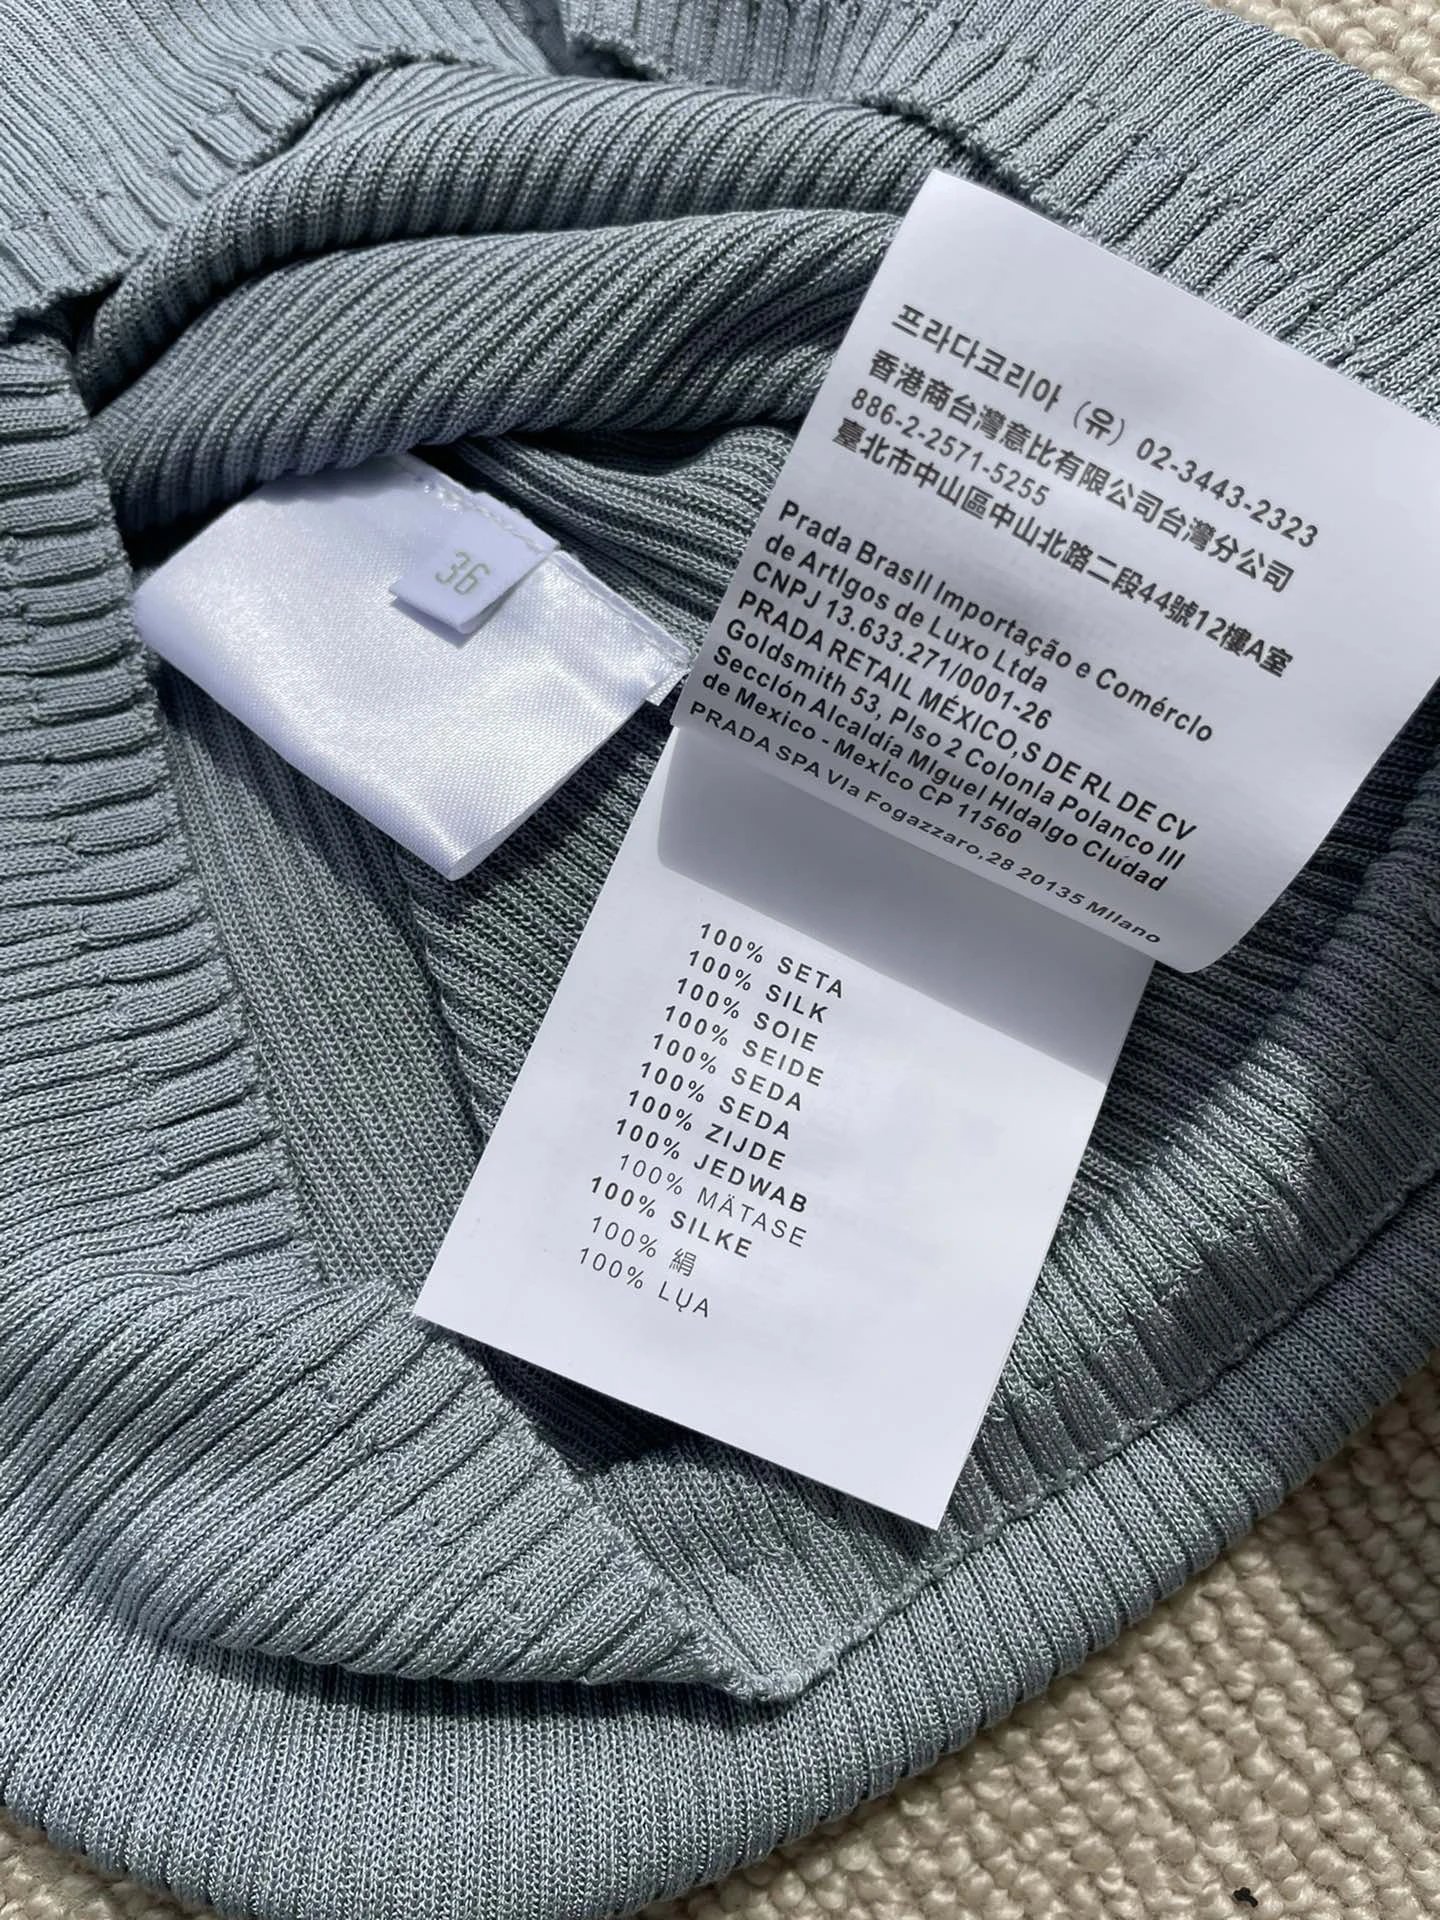 프라다코리아 (유) 02-3443-2323
香港商台灣意比有限公司台灣分公司
886-2-2571-5255
臺北市中山區中山北路二段44號12樓A室
Prada Brasil Importação e Comércio
de Artigos de Luxo Ltda
CNPJ 13.633.271/0001-26
PRADA RETAIL MÉXICO,S DE RL DE CV
Goldsmith 53, Piso 2 Colonia Polanco III
Sección Alcaldía Miguel Hidalgo Ciudad
de Mexico - Mexico CP 11560
PRADA SPA Via Fogazzaro,28 20135 Milano
36
100% SETA
100% SILK
100% SOIE
100% SEIDE
100% SEDA
100% SEDA
100% ZIJDE
100% JEDWAB
100% MÄTASE
100% SILKE
100% 絹
100% LỤA